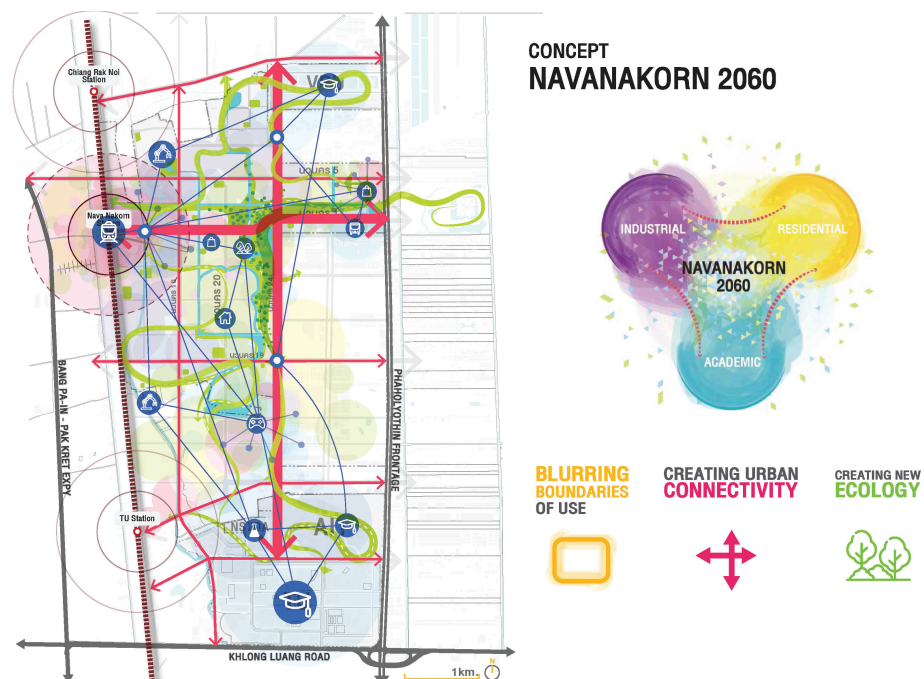 CONCEPT
NAVANAKORN 2060
Chiang Rak Noi
Station
Nava Nakorn
TU Station
BANG PA-IN - PAK KRET EXPY.
PHAHOLYOTHIN FRONTAGE
KHLONG LUANG ROAD
1km.
N
INDUSTRIAL
RESIDENTIAL
NAVANAKORN
2060
ACADEMIC
BLURRING
BOUNDARIES
OF USE
CREATING URBAN
CONNECTIVITY
CREATING NEW
ECOLOGY